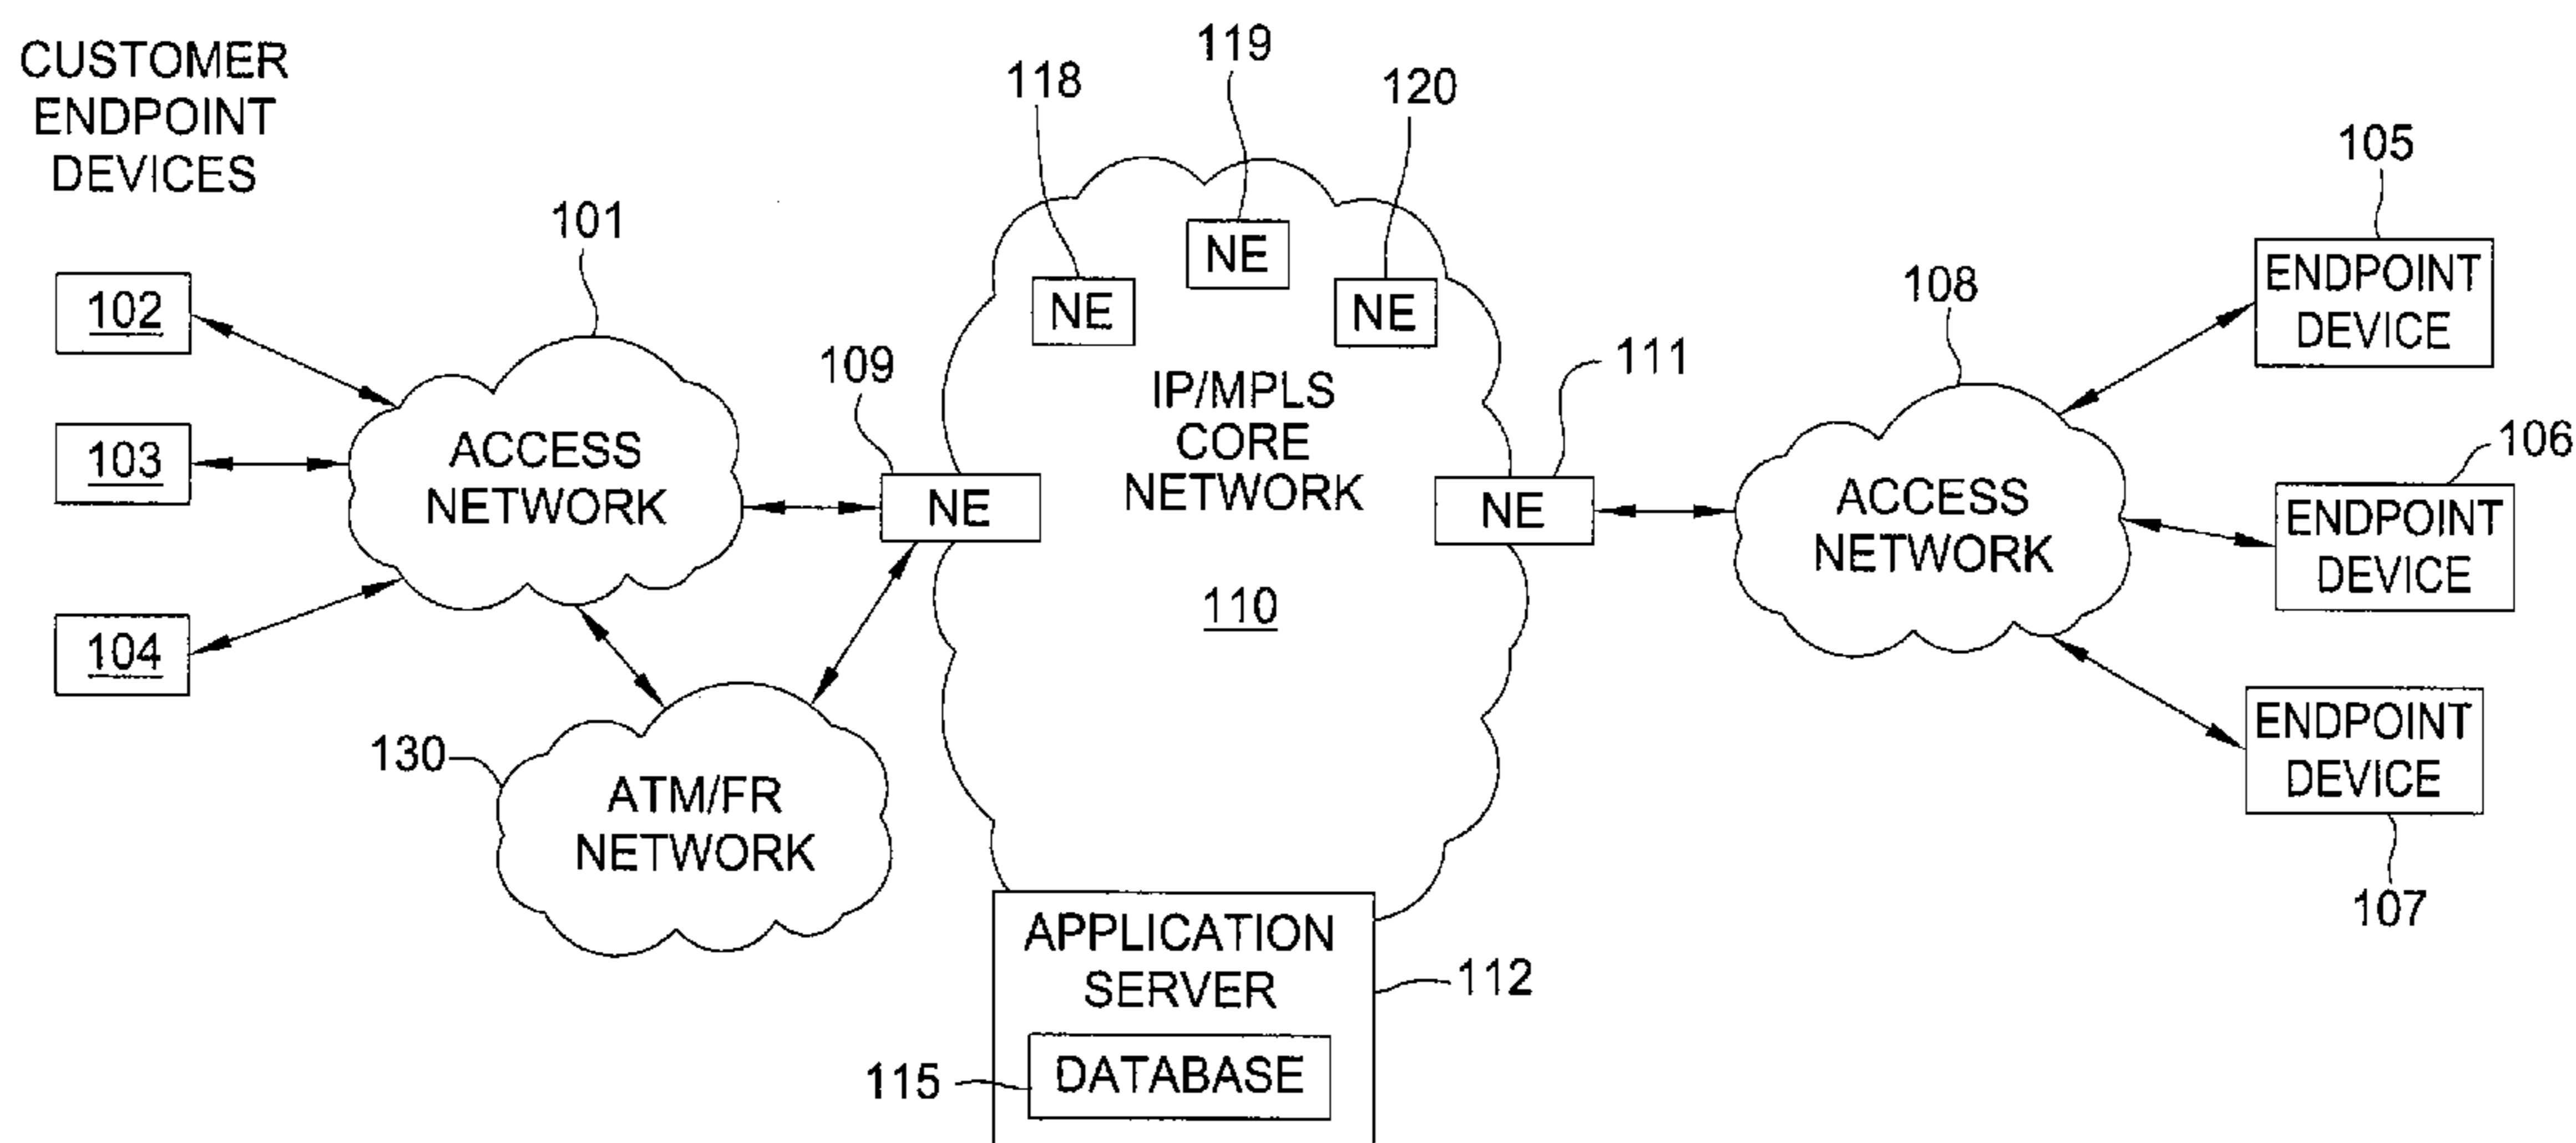 CUSTOMER
ENDPOINT
DEVICES
119
118
120
105
101
NE
NE
NE
108
ENDPOINT
DEVICE
102
109
111
IP/MPLS
CORE
NETWORK
106
103
ACCESS
NETWORK
NE
NE
ACCESS
NETWORK
ENDPOINT
DEVICE
110
104
130
ATM/FR
NETWORK
ENDPOINT
DEVICE
107
APPLICATION
SERVER
112
115
DATABASE